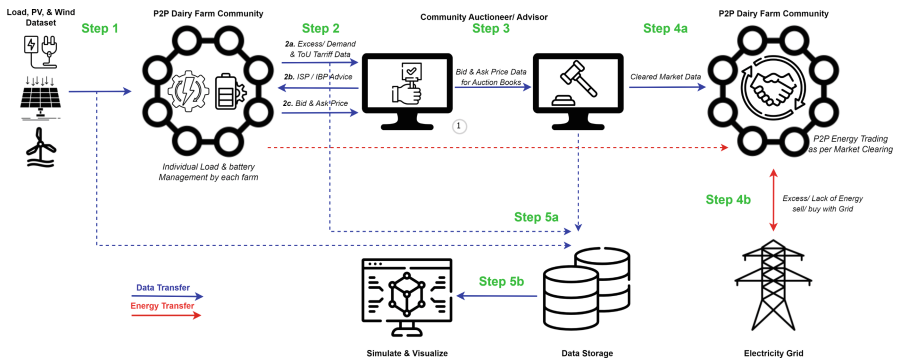 Load, PV, & Wind
Dataset
Step 1
P2P Dairy Farm Community
Step 2
Community Auctioneer/ Advisor
Step 3
Step 4a
P2P Dairy Farm Community
2a. Excess/ Demand
& ToU Tarriff Data
2b. ISP / IBP Advice
2c. Bid & Ask Price
Bid & Ask Price Data
for Auction Books
Cleared Market Data
1
Individual Load & battery
Management by each farm
P2P Energy Trading
as per Market Clearing
Step 4b
Excess/ Lack of Energy
sell/ buy with Grid
Step 5a
Step 5b
Data Transfer
Energy Transfer
Simulate & Visualize
Data Storage
Electricity Grid